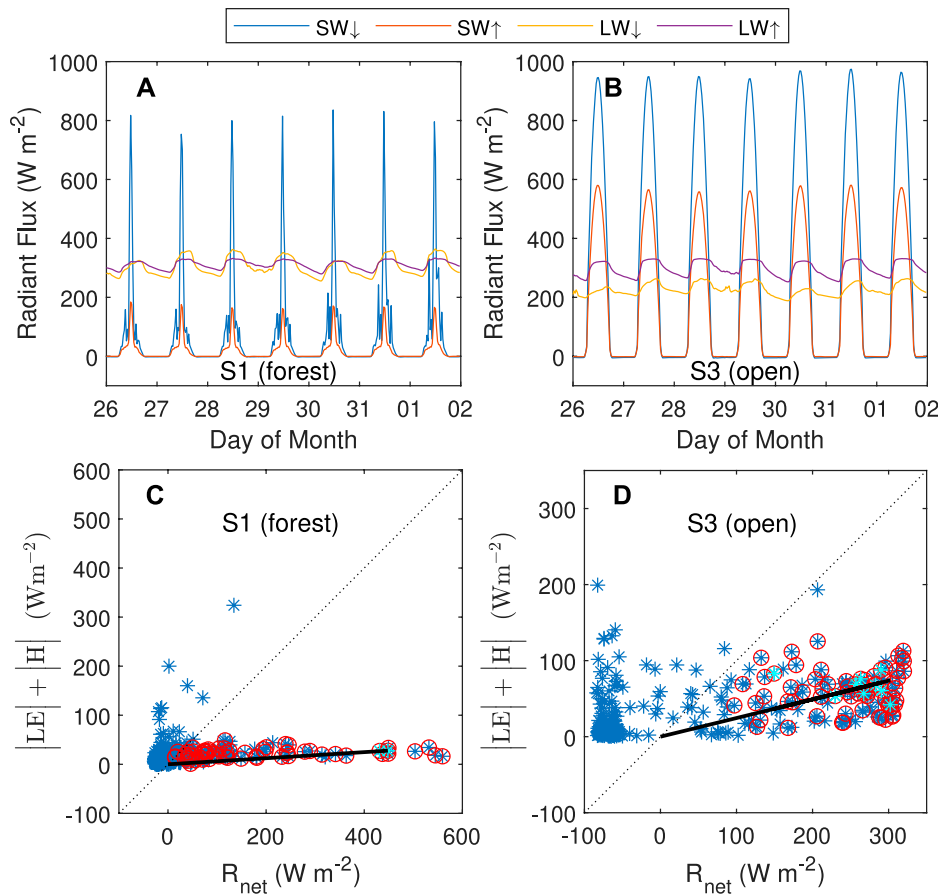 SW↓ SW↑ LW↓ LW↑
A
B
1000
800
600
400
200
0
Radiant Flux (W m-2)
S1 (forest)
26 27 28 29 30 31 01 02
Day of Month
1000
800
600
400
200
0
Radiant Flux (W m-2)
S3 (open)
26 27 28 29 30 31 01 02
Day of Month
C
S1 (forest)
600
500
400
300
200
100
0
-100
|LE| + |H| (Wm−2)
0 200 400 600
Rnet (W m-2)
D
S3 (open)
300
200
100
0
-100
|LE| + |H| (Wm−2)
-100 0 100 200 300
Rnet (W m-2)